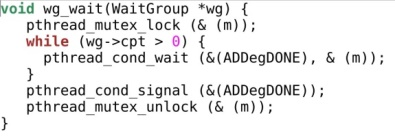 void wg_wait(WaitGroup *wg) {
pthread_mutex_lock (& (m));
while (wg->cpt > 0) {
pthread_cond_wait (&(ADDegDONE), & (m));
}
pthread_cond_signal (&(ADDegDONE));
pthread_mutex_unlock (& (m));
}